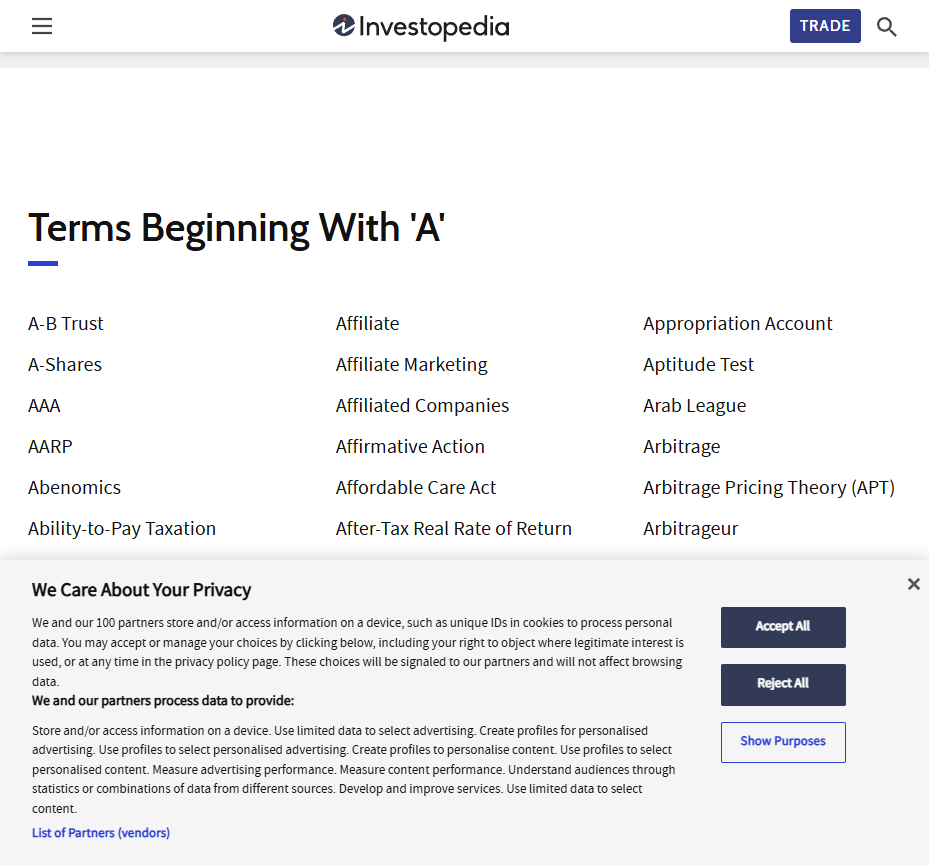 Investopedia
TRADE
Terms Beginning With 'A'
A-B Trust
A-Shares
AAA
AARP
Abenomics
Ability-to-Pay Taxation
Affiliate
Affiliate Marketing
Affiliated Companies
Affirmative Action
Affordable Care Act
After-Tax Real Rate of Return
Appropriation Account
Aptitude Test
Arab League
Arbitrage
Arbitrage Pricing Theory (APT)
Arbitrageur
We Care About Your Privacy
We and our 100 partners store and/or access information on a device, such as unique IDs in cookies to process personal
data. You may accept or manage your choices by clicking below, including your right to object where legitimate interest is
used, or at any time in the privacy policy page. These choices will be signaled to our partners and will not affect browsing
data.
We and our partners process data to provide:
Store and/or access information on a device. Use limited data to select advertising. Create profiles for personalised
advertising. Use profiles to select personalised advertising. Create profiles to personalise content. Use profiles to select
personalised content. Measure advertising performance. Measure content performance. Understand audiences through
statistics or combinations of data from different sources. Develop and improve services. Use limited data to select
content.
List of Partners (vendors)
Accept All
Reject All
Show Purposes